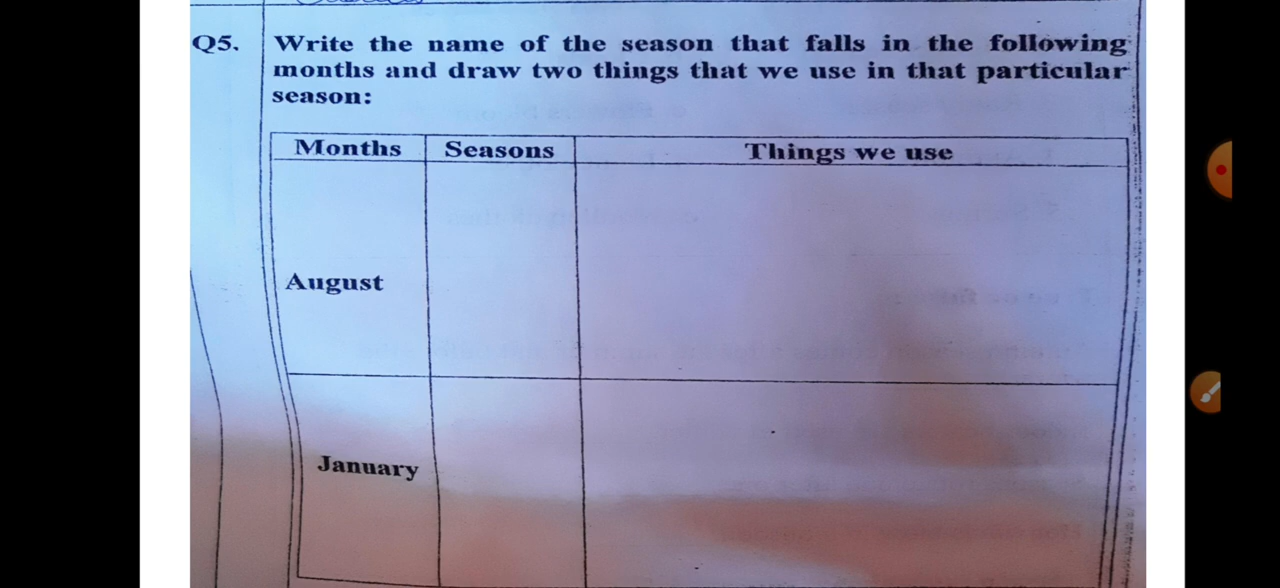 Q5. Write the name of the season that falls in the following
months and draw two things that we use in that particular
season:
Months Seasons Things we use
August
January